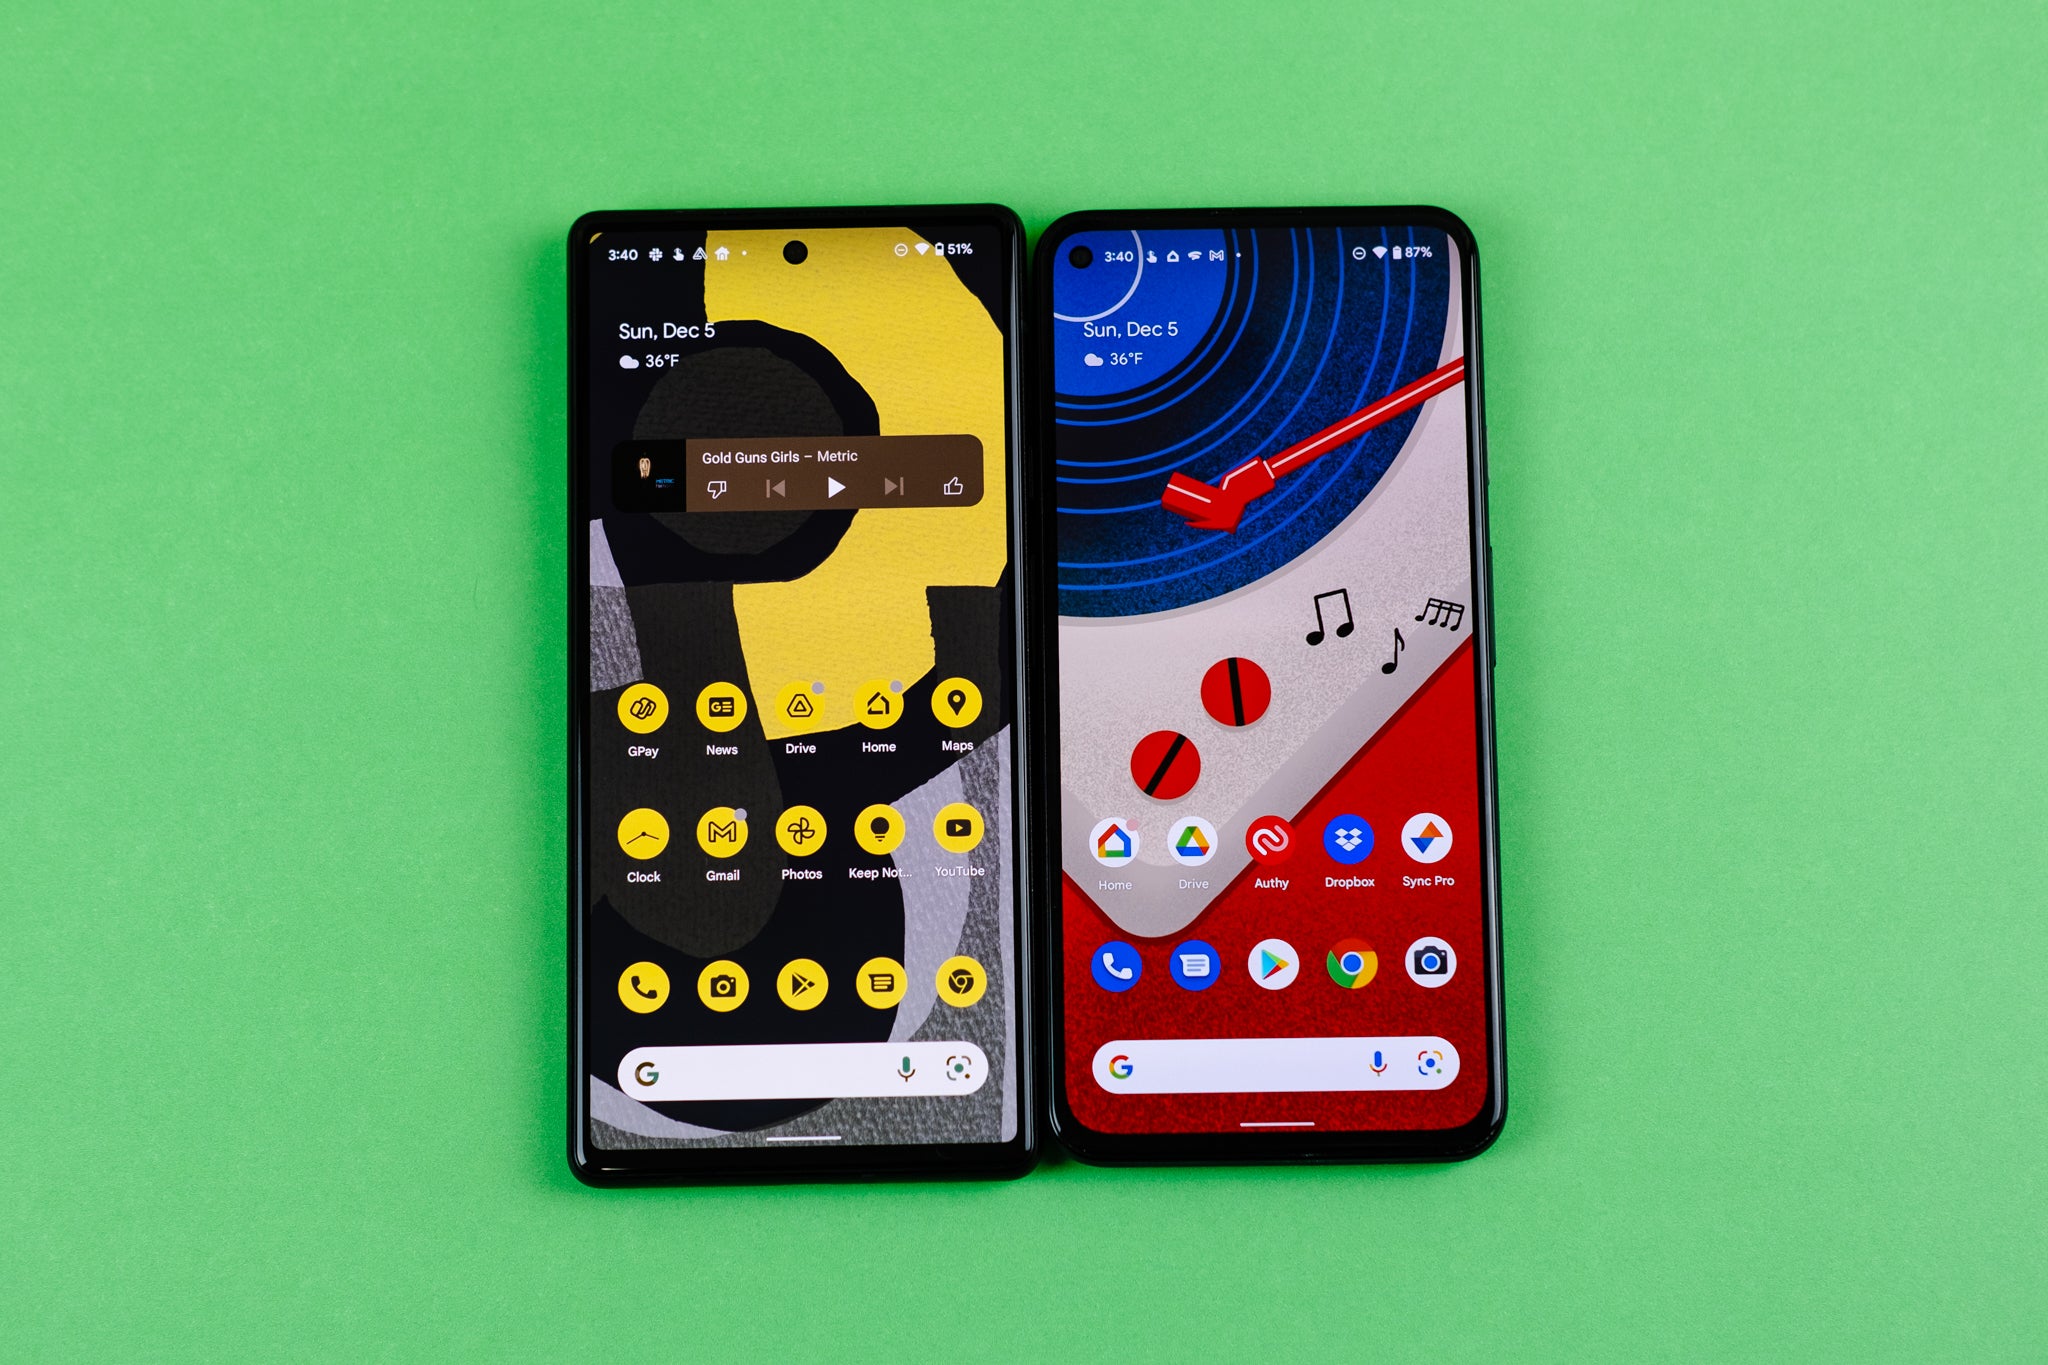 3:40 51%
Sun, Dec 5
36°F
Gold Guns Girls – Metric
GPay News Drive Home Maps
Clock Gmail Photos Keep Not... YouTube
3:40 87%
Sun, Dec 5
36°F
Home Drive Authy Dropbox Sync Pro